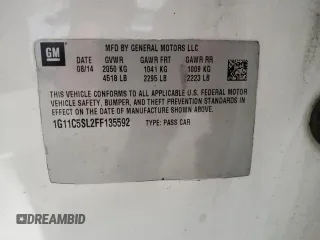 GM
MFD BY GENERAL MOTORS LLC
DATE GVWR GAWR FRT GAWR RR
08/14 2050 KG 1041 KG 1009 KG
4518 LB 2295 LB 2223 LB
THIS VEHICLE CONFORMS TO ALL APPLICABLE U.S. FEDERAL MOTOR
VEHICLE SAFETY, BUMPER, AND THEFT PREVENTION STANDARDS
IN EFFECT ON THE DATE OF MANUFACTURE SHOWN ABOVE.
1G11C5SL2FF135592 TYPE: PASS CAR
DREAMBID